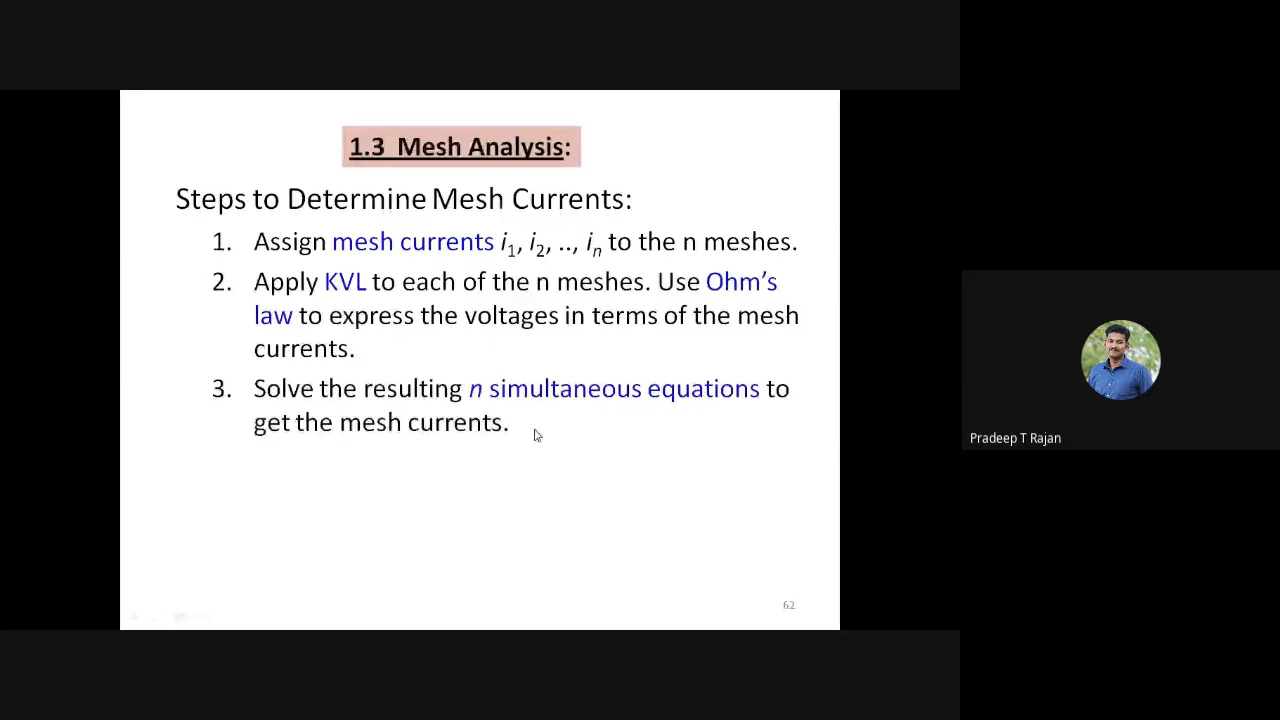 1.3 Mesh Analysis:
Steps to Determine Mesh Currents:
1. Assign mesh currents i1, i2, .., in to the n meshes.
2. Apply KVL to each of the n meshes. Use Ohm’s
law to express the voltages in terms of the mesh
currents.
3. Solve the resulting n simultaneous equations to
get the mesh currents.
62
Pradeep T Rajan